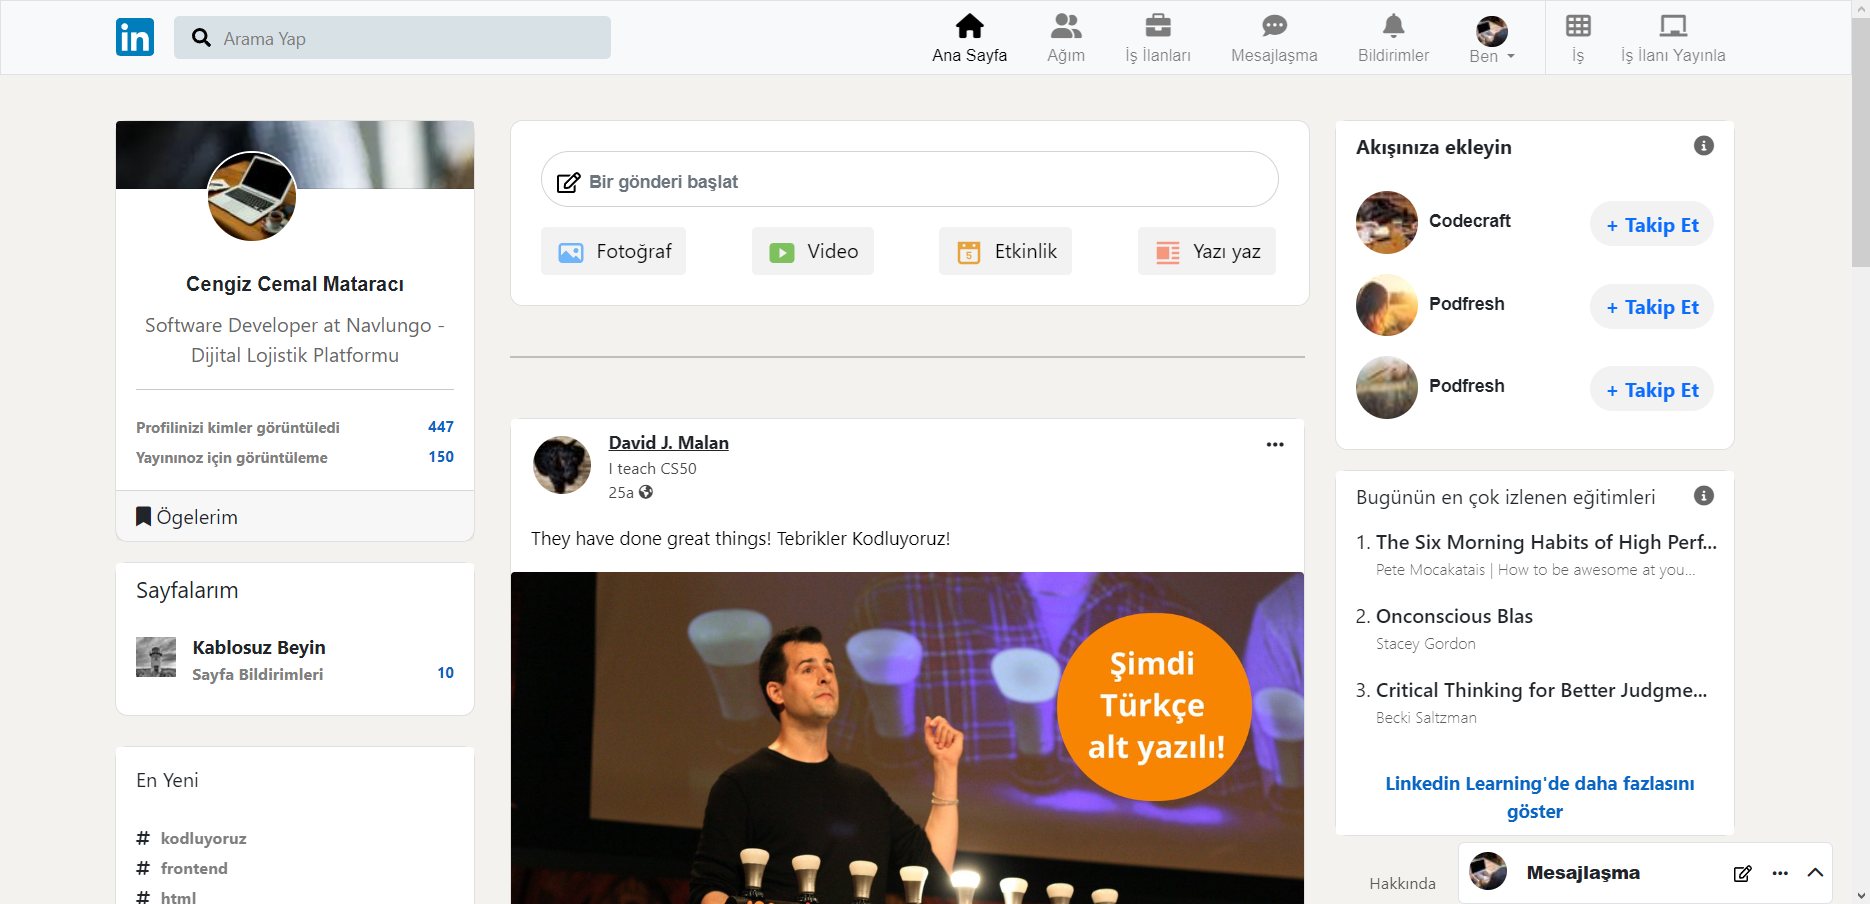 in
Arama Yap
Ana Sayfa
Ağım
İş İlanları
Mesajlaşma
Bildirimler
Ben
İş
İş İlanı Yayınla
Cengiz Cemal Mataracı
Software Developer at Navlungo -
Dijital Lojistik Platformu
Profilinizi kimler görüntüledi 447
Yayınınoz için görüntüleme 150
Ögelerim
Sayfalarım
Kablosuz Beyin
Sayfa Bildirimleri 10
En Yeni
# kodluyoruz
# frontend
# html
Bir gönderi başlat
Fotoğraf
Video
5
Etkinlik
Yazı yaz
David J. Malan
I teach CS50
25a
They have done great things! Tebrikler Kodluyoruz!
Şimdi
Türkçe
alt yazılı!
Akışınıza ekleyin
Codecraft
+ Takip Et
Podfresh
+ Takip Et
Podfresh
+ Takip Et
Bugünün en çok izlenen eğitimleri
1. The Six Morning Habits of High Perf...
Pete Mocakatais | How to be awesome at you...
2. Onconscious Blas
Stacey Gordon
3. Critical Thinking for Better Judgme...
Becki Saltzman
Linkedin Learning'de daha fazlasını
göster
Hakkında
Mesajlaşma